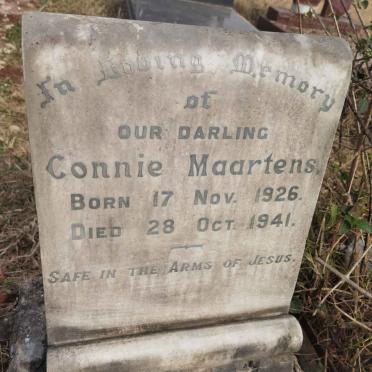 In Loving Memory
of
OUR DARLING
Connie Maartens.
BORN 17 NOV. 1926.
DIED 28 OCT. 1941.
SAFE IN THE ARMS OF JESUS.